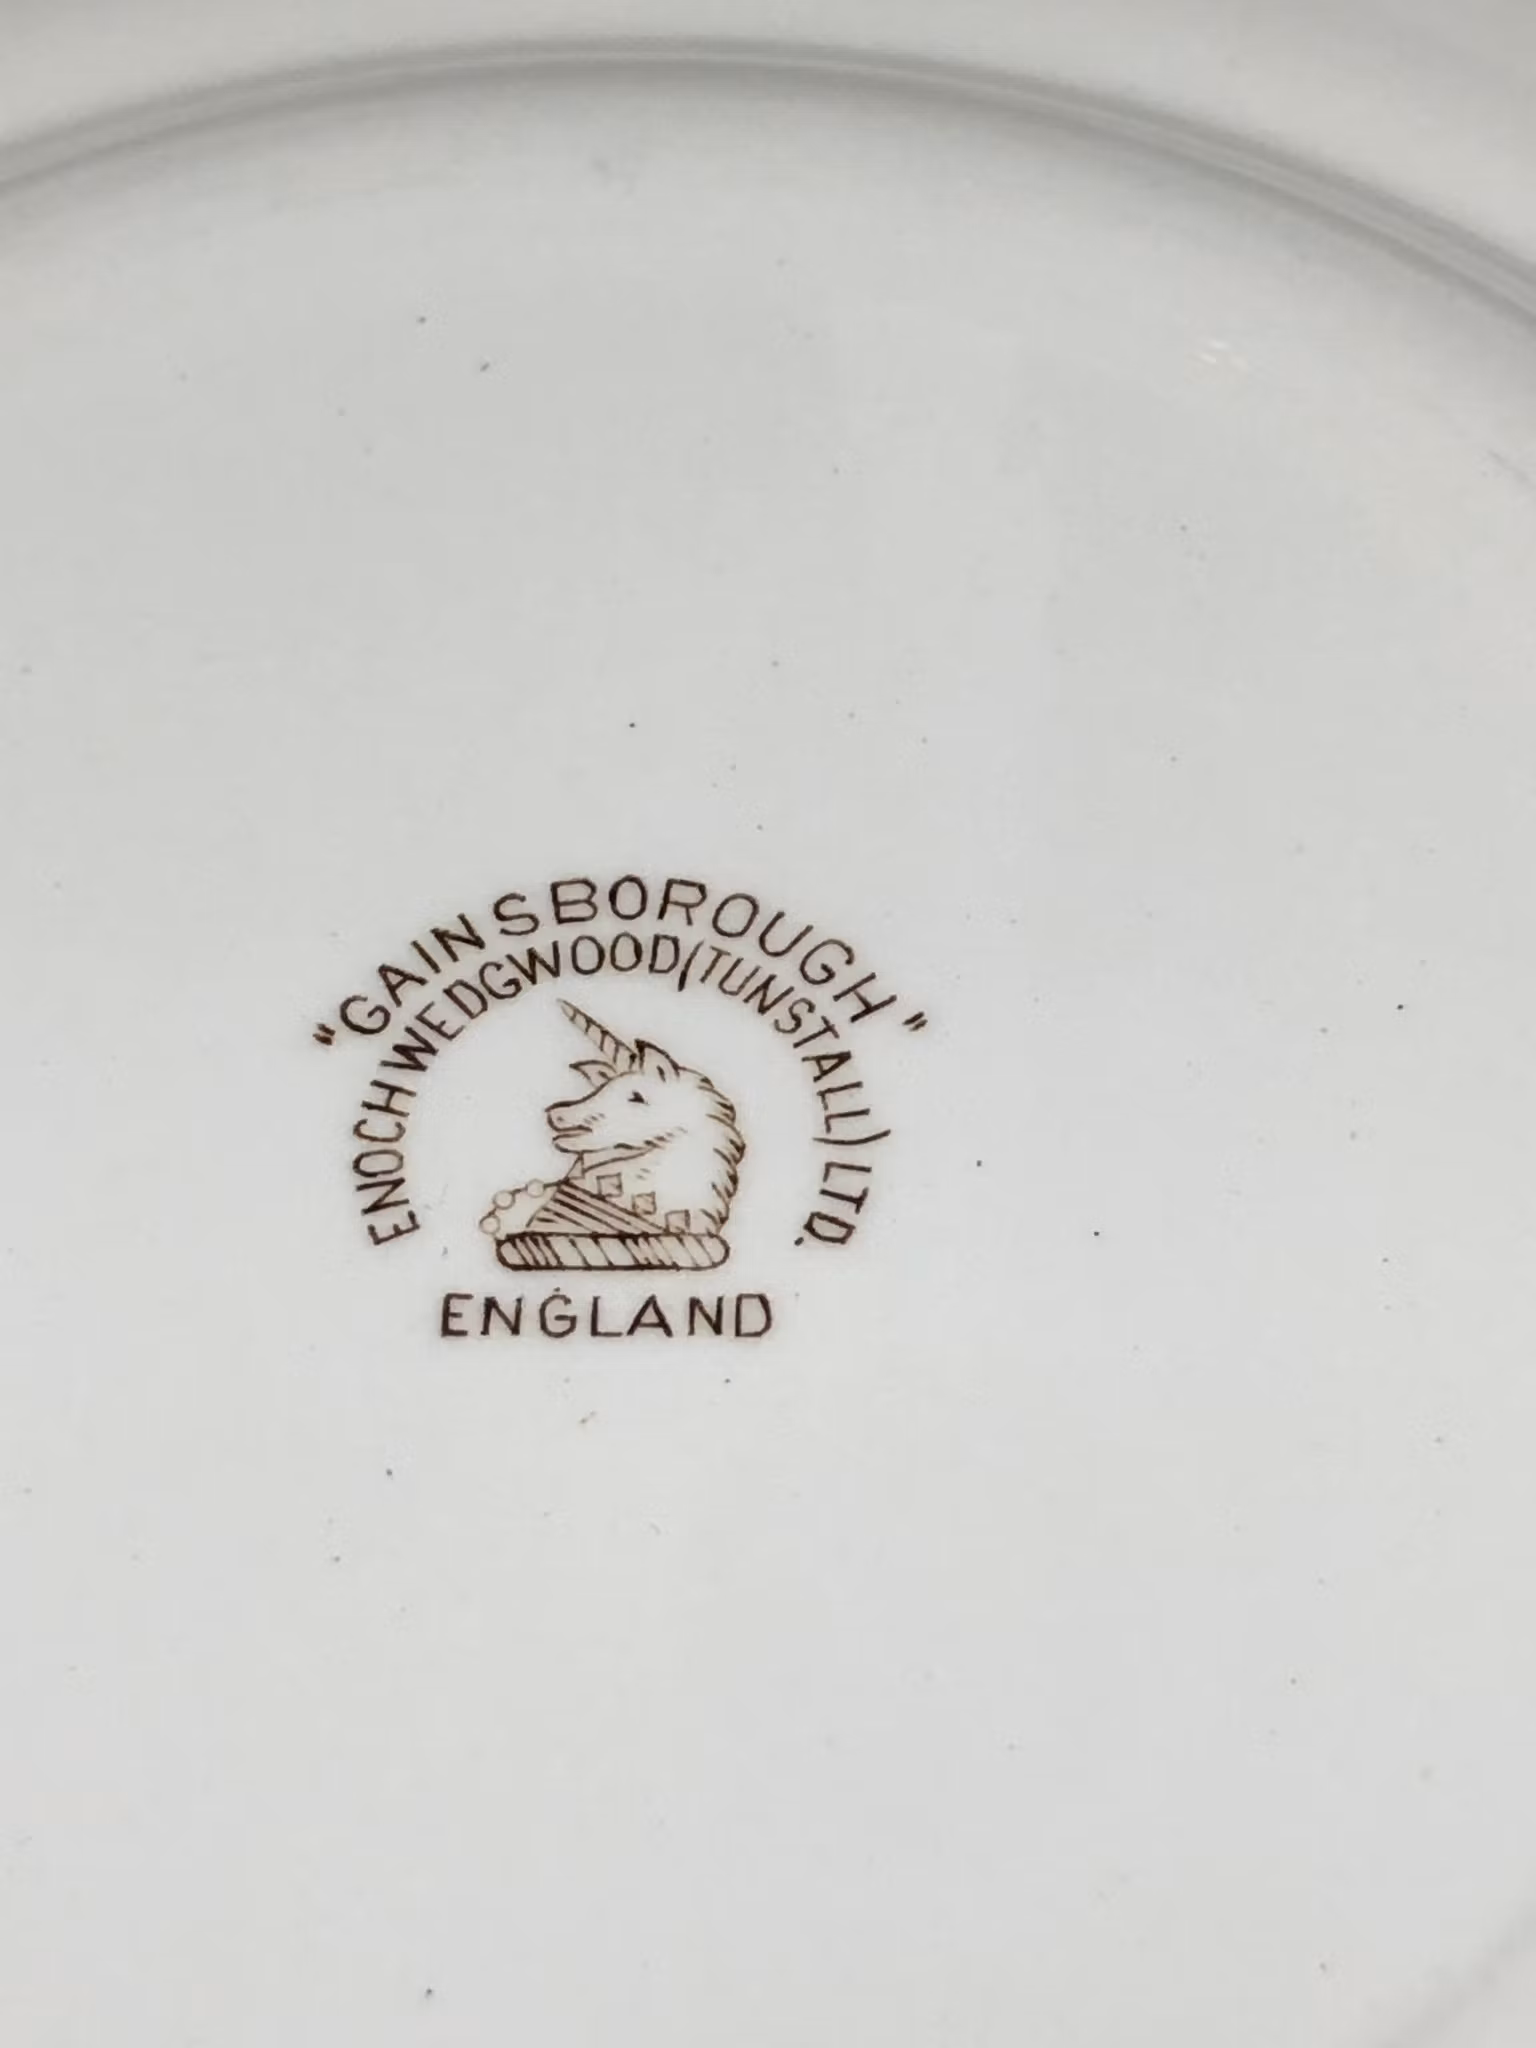 "GAINSBOROUGH"
ENOCH WEDGWOOD (TUNSTALL) LTD.
ENGLAND